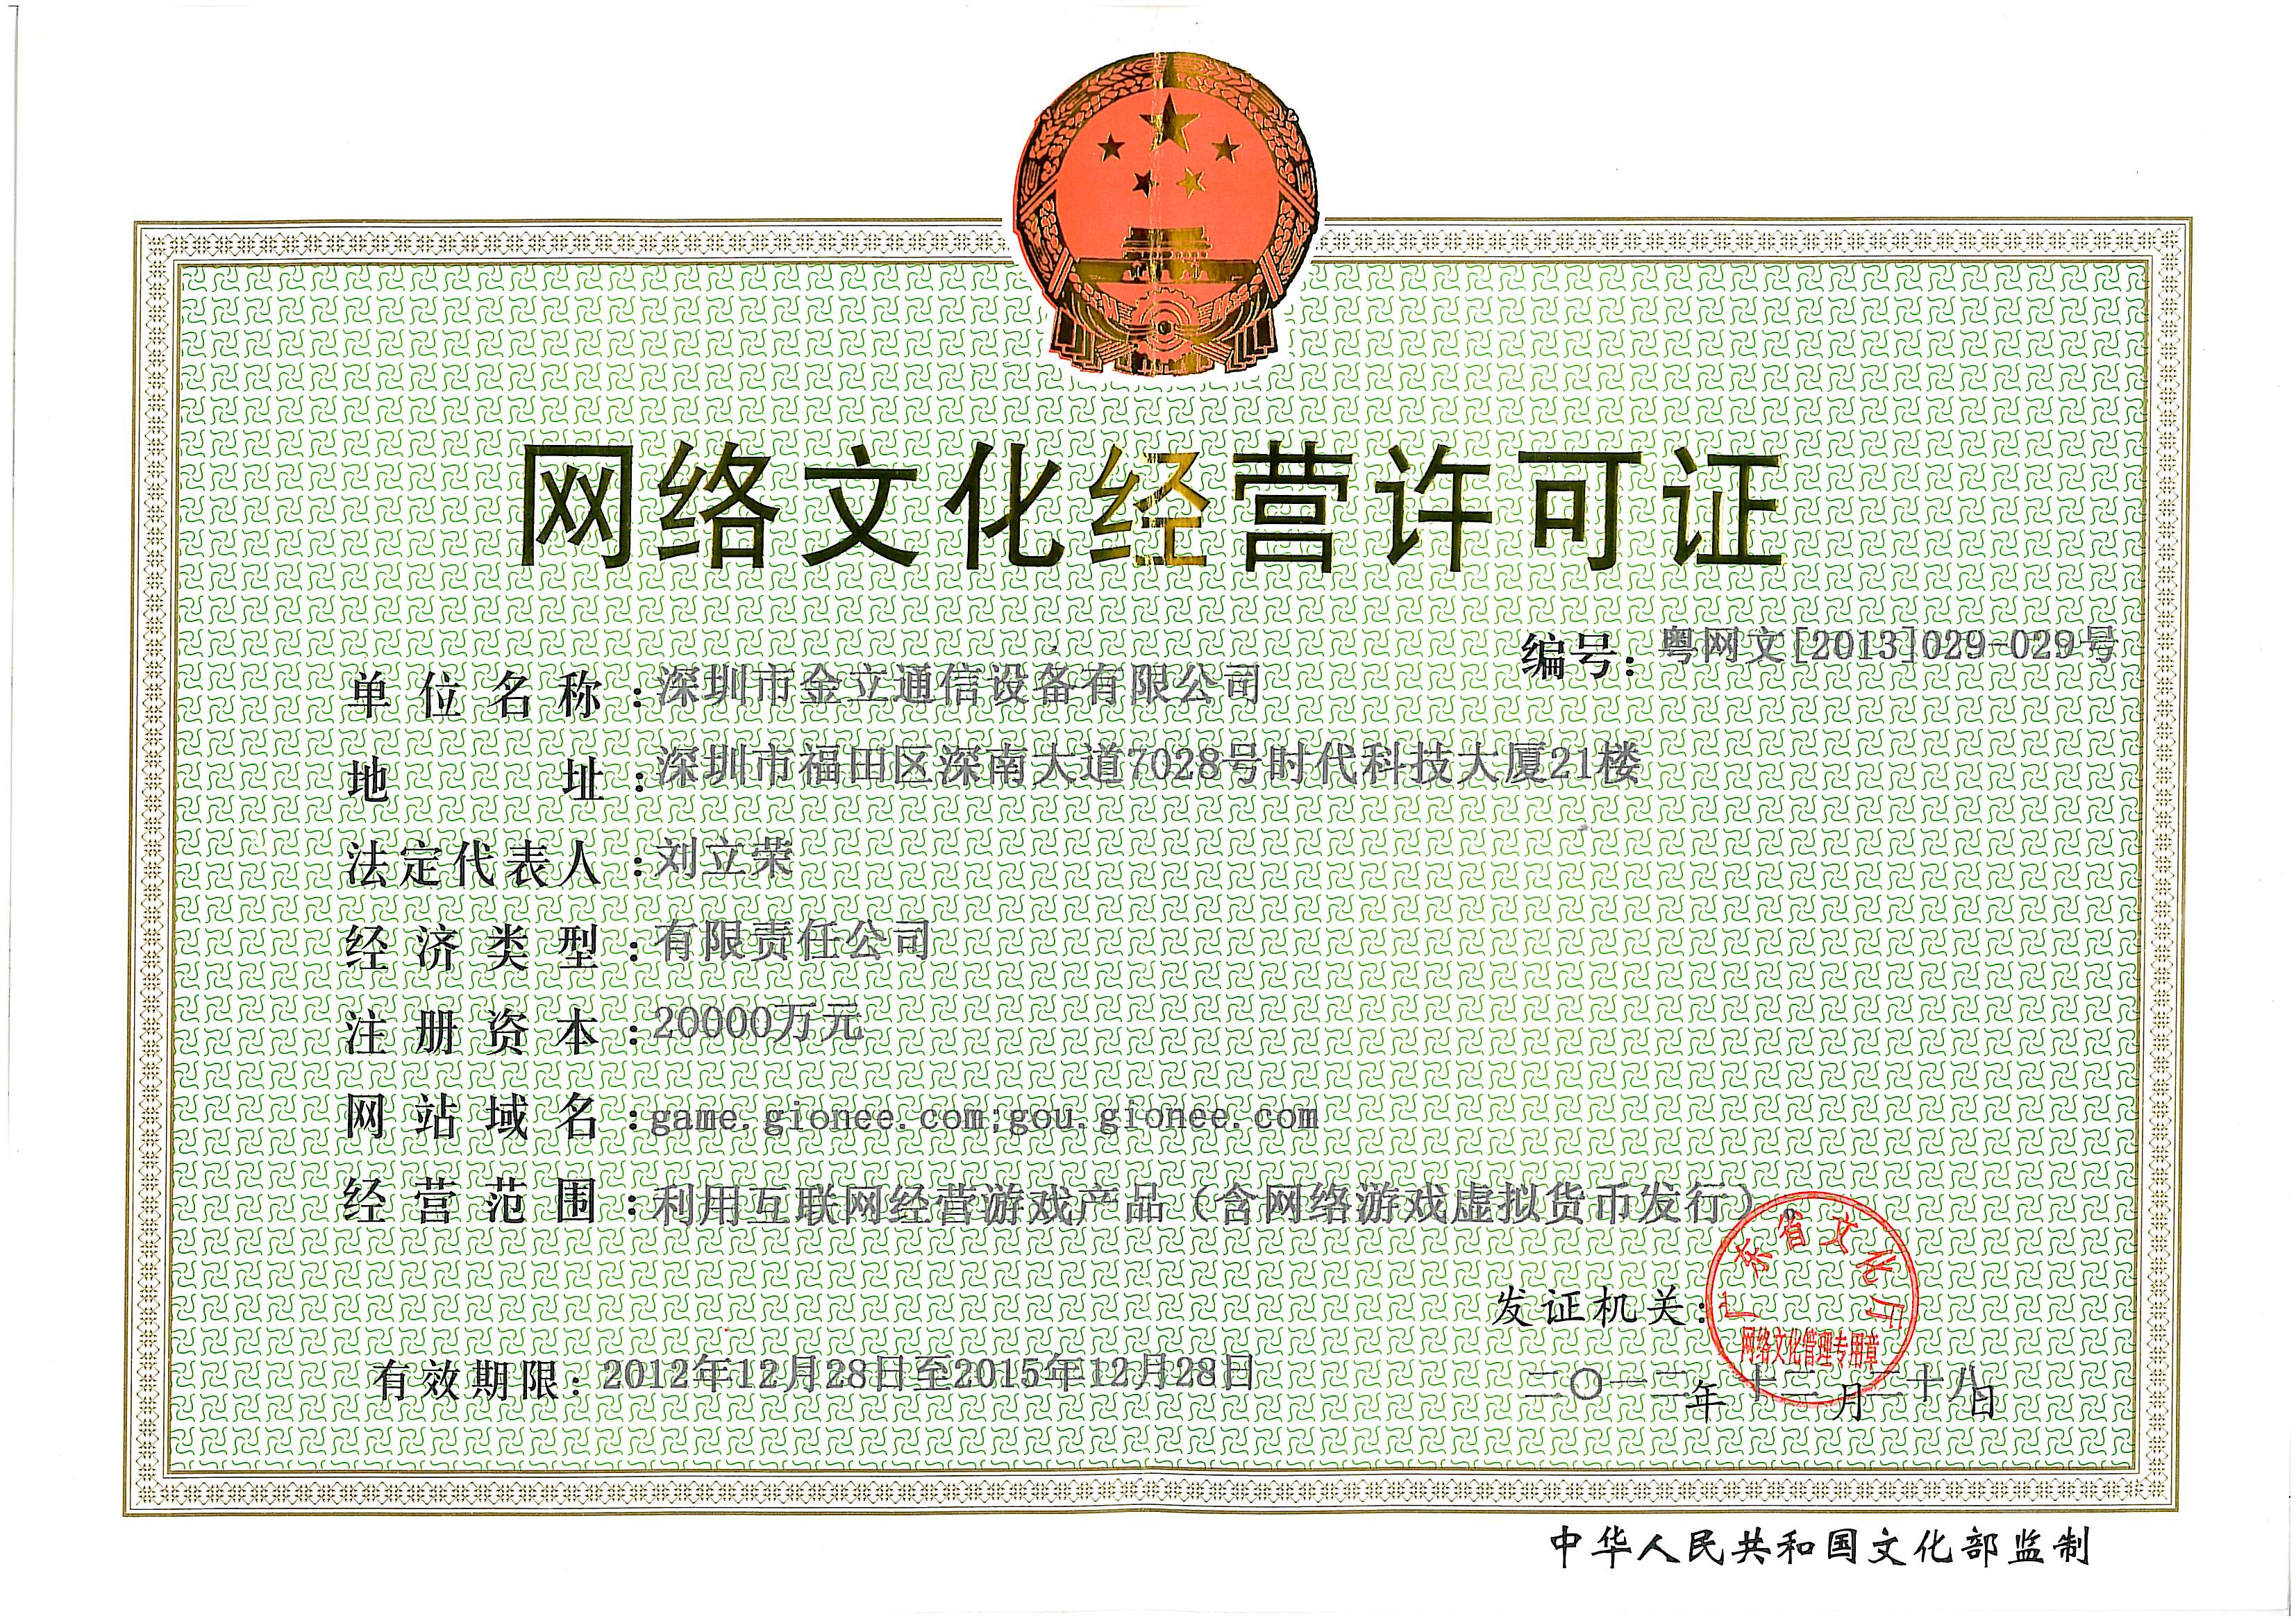 网络文化经营许可证
编号：粤网文[2013]029-029号
单位名称：深圳市金立通信设备有限公司
地址：深圳市福田区深南大道7028号时代科技大厦21楼
法定代表人：刘立荣
经济类型：有限责任公司
注册资本：20000万元
网站域名：game.gionee.com;gou.gionee.com
经营范围：利用互联网经营游戏产品（含网络游戏虚拟货币发行）。
发证机关：
广东省文化厅
网络文化管理专用章
有效期限：2012年12月28日至2015年12月28日
二〇一二年十二月二十八日
中华人民共和国文化部监制